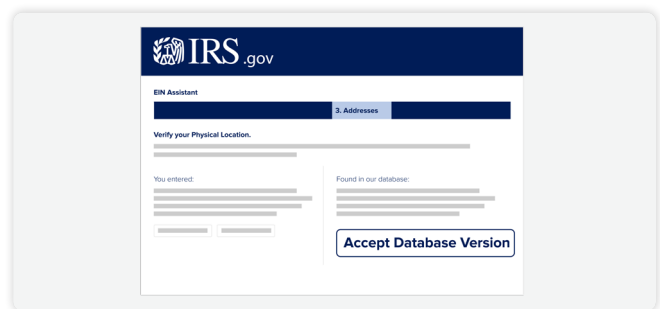 IRS.gov
EIN Assistant
3. Addresses
Verify your Physical Location.
You entered:
Found in our database:
Accept Database Version